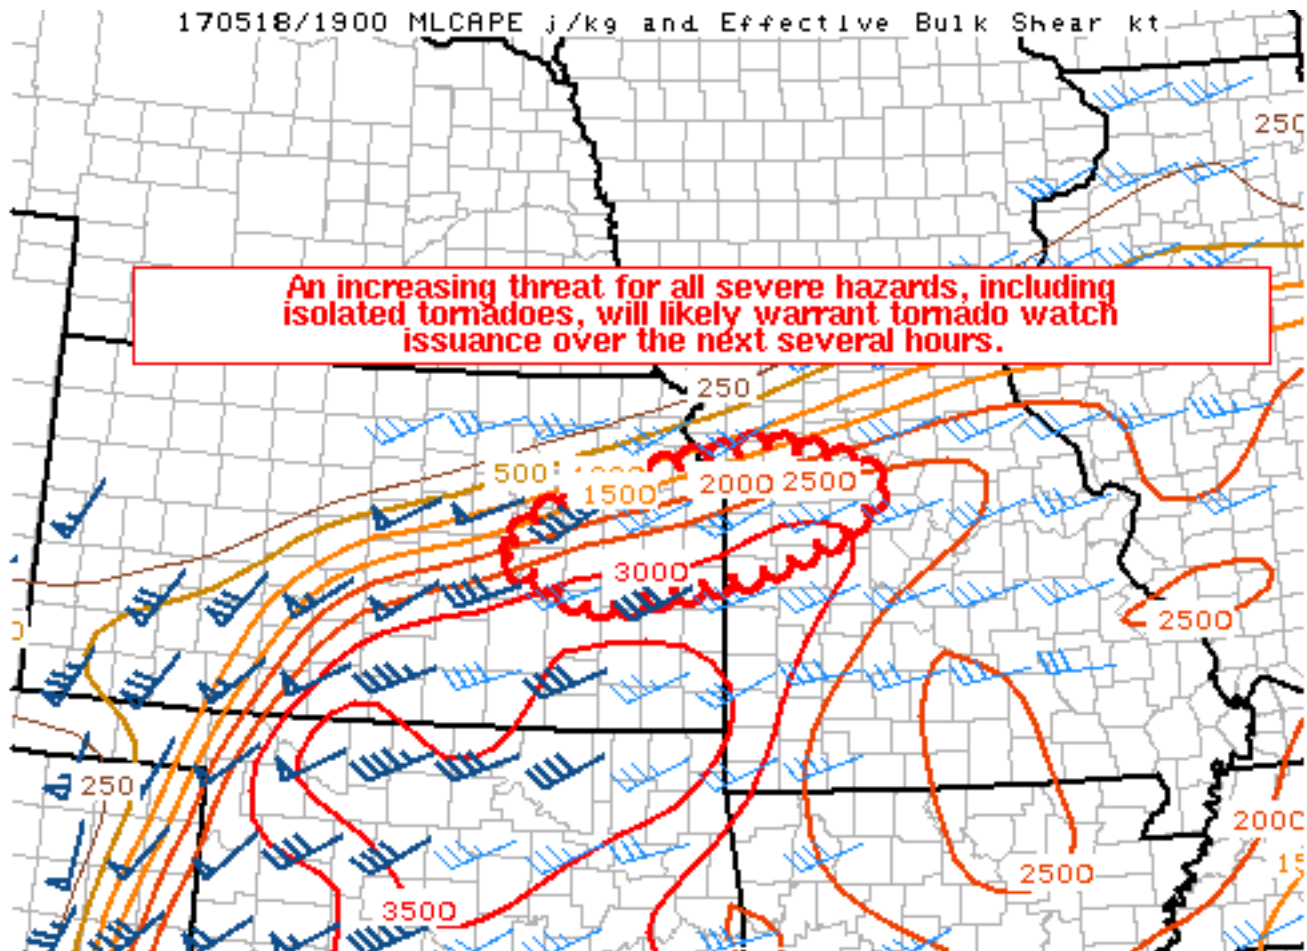 170518/1900 MLCAPE j/kg and Effective Bulk Shear kt
250
An increasing threat for all severe hazards, including
isolated tornadoes, will likely warrant tornado watch
issuance over the next several hours.
250
500
1500
2000 2500
3000
2500
250
2000
2500
3500